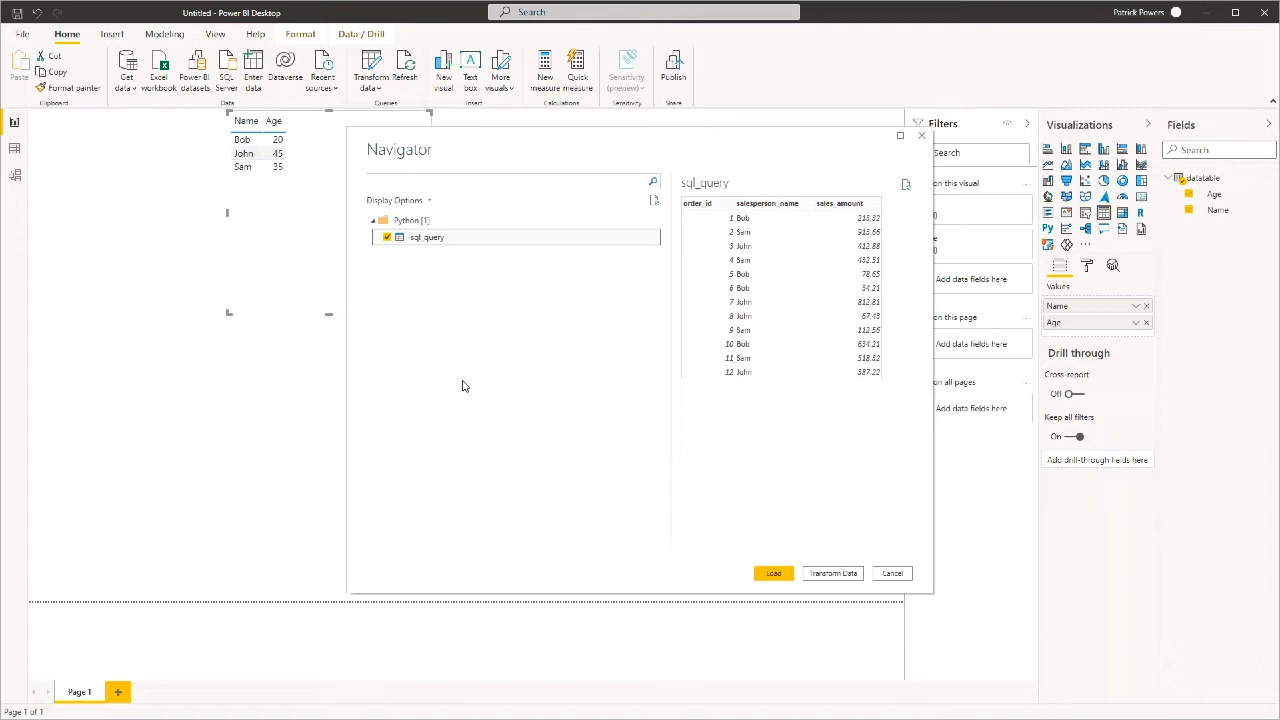 Untitled - Power BI Desktop
Search
Patrick Powers
File Home Insert Modeling View Help Format Data / Drill
Paste
Cut
Copy
Format painter
Clipboard
Get data
Excel workbook
Power BI datasets
SQL Server
Enter data
Dataverse
Recent sources
Data
Transform data
Refresh
Queries
New visual
Text box
More visuals
Insert
New measure
Quick measure
Calculations
Sensitivity (preview)
Sensitivity
Publish
Share
Name Age
Bob 20
John 45
Sam 35
Navigator
Display Options
Python [1]
sql_query
sql_query
order_id salesperson_name sales_amount
1 Bob 213.32
2 Sam 913.66
3 John 412.88
4 Sam 432.51
5 Bob 78.65
6 Bob 34.21
7 John 812.81
8 John 67.43
9 Sam 112.56
10 Bob 634.21
11 Sam 518.32
12 John 387.22
Load
Transform Data
Cancel
Filters
Search
on this visual
Add data fields here
on this page
Add data fields here
on all pages
Add data fields here
Visualizations
Values
Name
Age
Drill through
Cross-report
Off
Keep all filters
On
Add drill-through fields here
Fields
Search
datatable
Age
Name
Page 1
Page 1 of 1